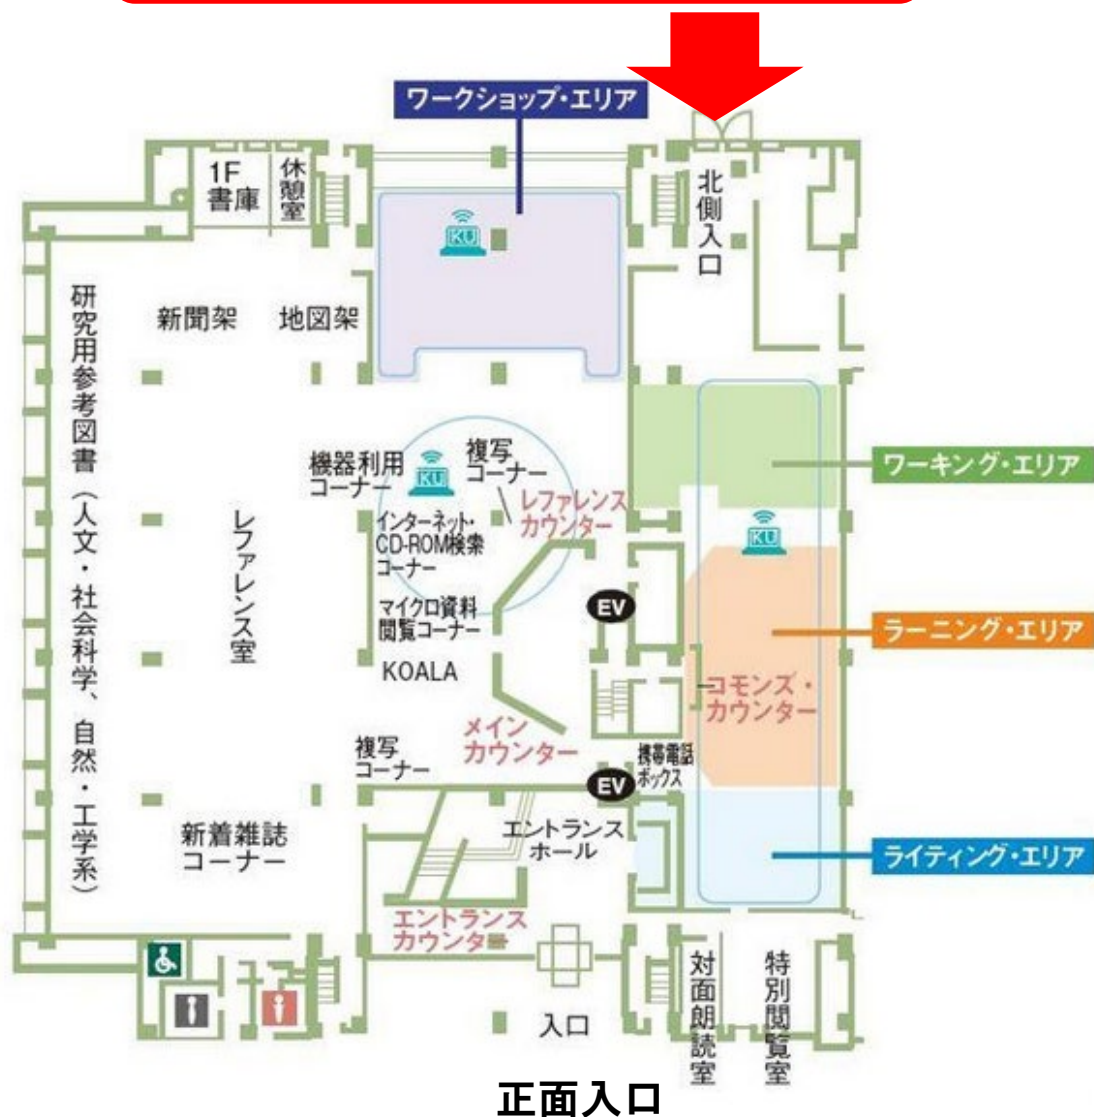 ワークショップ・エリア
1F
書庫
休憩室
北側入口
KU
研究用参考図書（人文・社会科学、自然・工学系）
新聞架
地図架
機器利用
コーナー
KU
複写
コーナー
レファレンス
カウンター
インターネット・
CD-ROM検索
コーナー
ワーキング・エリア
KU
レファレンス室
マイクロ資料
閲覧コーナー
EV
ラーニング・エリア
KOALA
コモンズ・
カウンター
メイン
カウンター
複写
コーナー
携帯電話
ボックス
EV
新着雑誌
コーナー
エントランス
ホール
ライティング・エリア
エントランス
カウンター
対面朗読室
特別閲覧室
入口
正面入口